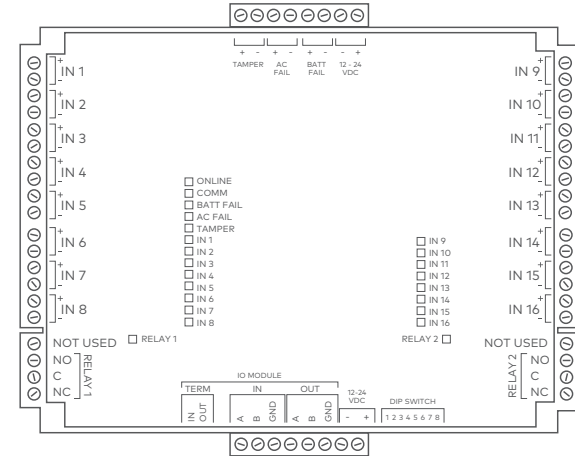 + - + - + - - +
TAMPER AC FAIL BATT FAIL 12 - 24 VDC
+ IN 1 -
+ IN 2 -
+ IN 3 -
+ IN 4 -
+ IN 5 -
+ IN 6 -
+ IN 7 -
+ IN 8 -
NOT USED
NO
C
NC
RELAY 1
ONLINE
COMM
BATT FAIL
AC FAIL
TAMPER
IN 1
IN 2
IN 3
IN 4
IN 5
IN 6
IN 7
IN 8
RELAY 1
IN 9
IN 10
IN 11
IN 12
IN 13
IN 14
IN 15
IN 16
RELAY 2
IN 9 + -
IN 10 + -
IN 11 + -
IN 12 + -
IN 13 + -
IN 14 + -
IN 15 + -
IN 16 + -
NOT USED
RELAY 2
NO
C
NC
IO MODULE
TERM IN OUT 12-24 VDC DIP SWITCH
IN OUT A B GND A B GND - + 1 2 3 4 5 6 7 8